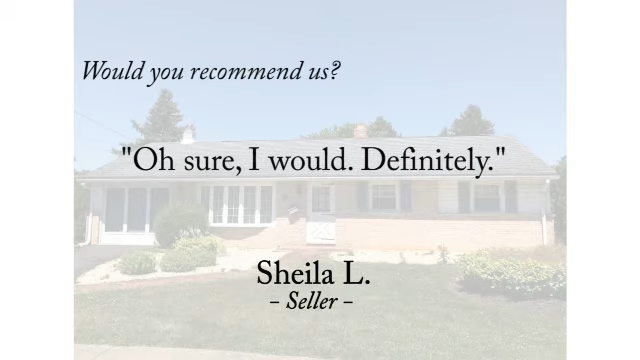 Would you recommend us?
"Oh sure, I would. Definitely."
Sheila L.
– Seller –